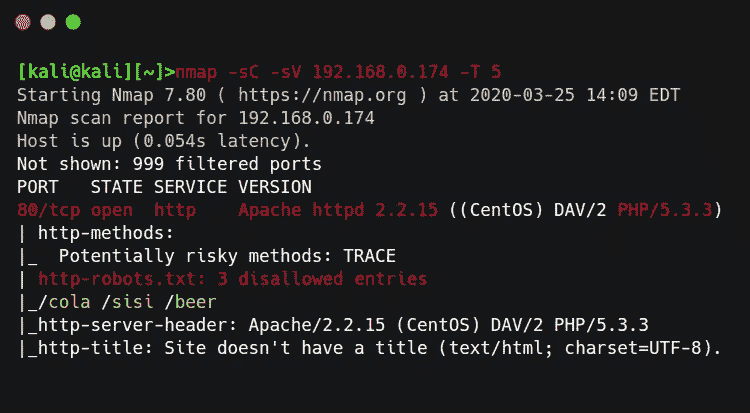 [kali@kali][~]>nmap -sC -sV 192.168.0.174 -T 5
Starting Nmap 7.80 ( https://nmap.org ) at 2020-03-25 14:09 EDT
Nmap scan report for 192.168.0.174
Host is up (0.054s latency).
Not shown: 999 filtered ports
PORT   STATE SERVICE VERSION
80/tcp open  http    Apache httpd 2.2.15 ((CentOS) DAV/2 PHP/5.3.3)
| http-methods:
|_  Potentially risky methods: TRACE
| http-robots.txt: 3 disallowed entries
|_/cola /sisi /beer
|_http-server-header: Apache/2.2.15 (CentOS) DAV/2 PHP/5.3.3
|_http-title: Site doesn't have a title (text/html; charset=UTF-8).